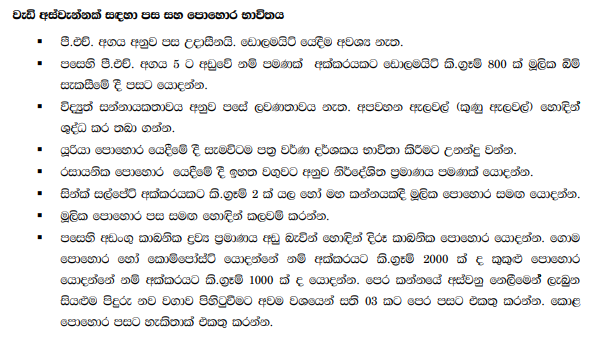 වැඩි අස්වැන්නක් සඳහා පස සහ පොහොර භාවිතය
▪ පී.එච්. අගය අනුව පස උදාසීනයි. ඩොලමයිට් යෙදීම අවශ්‍ය නැත.
▪ පසෙහි පී.එච්. අගය 5 ට අඩුවේ නම් පමණක් අක්කරයකට ඩොලමයිට් කි.ග්‍රෑම් 800 ක් මූලික බිම්
සැකසීමේ දී පසට යොදන්න.
▪ විද්‍යුත් සන්නායකතාවය අනුව පසේ ලවණතාවය නැත. අපවහන ඇලවල් (කුණු ඇලවල්) හොඳින්
ශුද්ධ කර තබා ගන්න.
▪ යූරියා පොහොර යෙදීමේ දී සැමවිටම පත්‍ර වර්ණ දර්ශකය භාවිතා කිරීමට උනන්දු වන්න.
▪ රසායනික පොහොර යෙදීමේ දී ඉහත වගුවට අනුව නිර්දේශිත ප්‍රමාණය පමණක් යොදන්න.
▪ සින්ක් සල්පේට් අක්කරයකට කි.ග්‍රෑම් 2 ක් යල හෝ මහ කන්නයකදී මූලික පොහොර සමඟ යොදන්න.
▪ මූලික පොහොර පස සමඟ හොඳින් කලවම් කරන්න.
▪ පසෙහි අඩංගු කාබනික ද්‍රව්‍ය ප්‍රමාණය අඩු බැවින් හොඳින් දිරූ කාබනික පොහොර යොදන්න. ගොම
පොහොර හෝ කොම්පෝස්ට් යොදන්නේ නම් අක්කරයට කි.ග්‍රෑම් 2000 ක් ද කුකුළු පොහොර
යොදන්නේ නම් අක්කරයට කි.ග්‍රෑම් 1000 ක් ද යොදන්න. පෙර කන්නයේ අස්වනු නෙලීමෙන් ලැබුන
සියළුම පිදුරු නව වගාව පිහිටුවීමට අවම වශයෙන් සති 03 කට පෙර පසට එකතු කරන්න. කොළ
පොහොර පසට හැකිතාක් එකතු කරන්න.